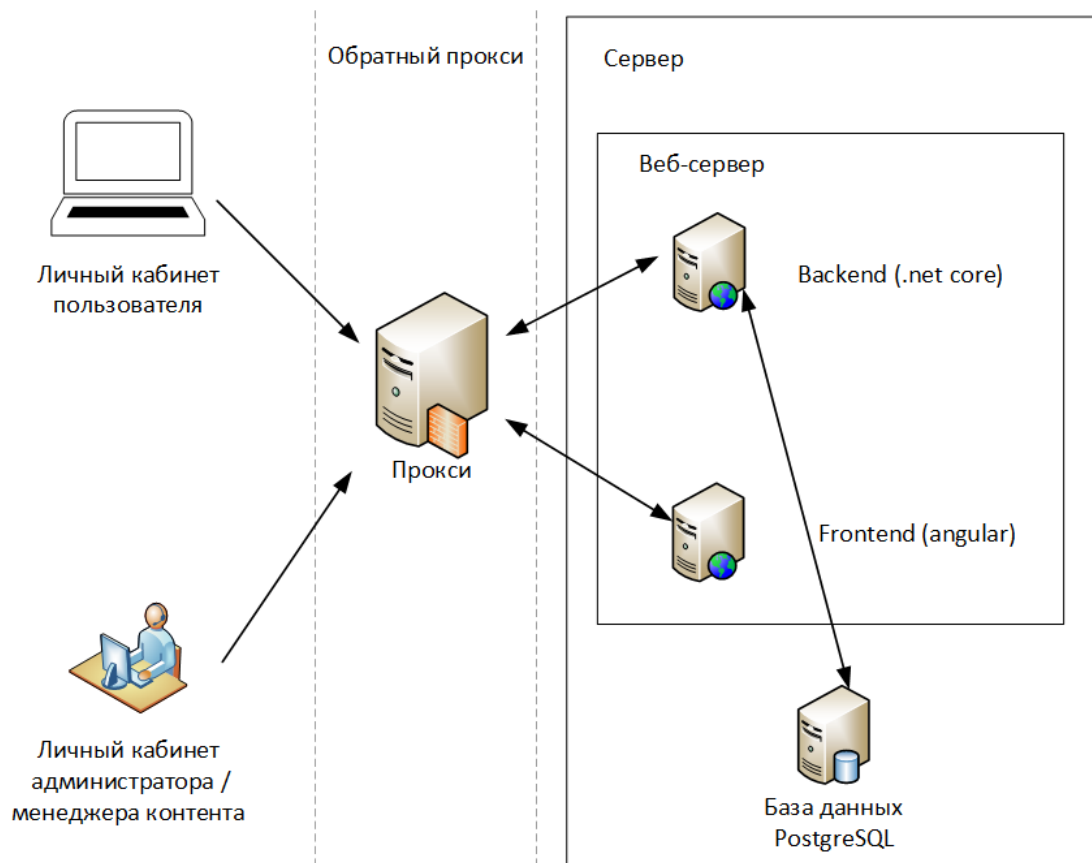 Обратный прокси
Сервер
Веб-сервер
Личный кабинет
пользователя
Backend (.net core)
Прокси
Frontend (angular)
Личный кабинет
администратора /
менеджера контента
База данных
PostgreSQL